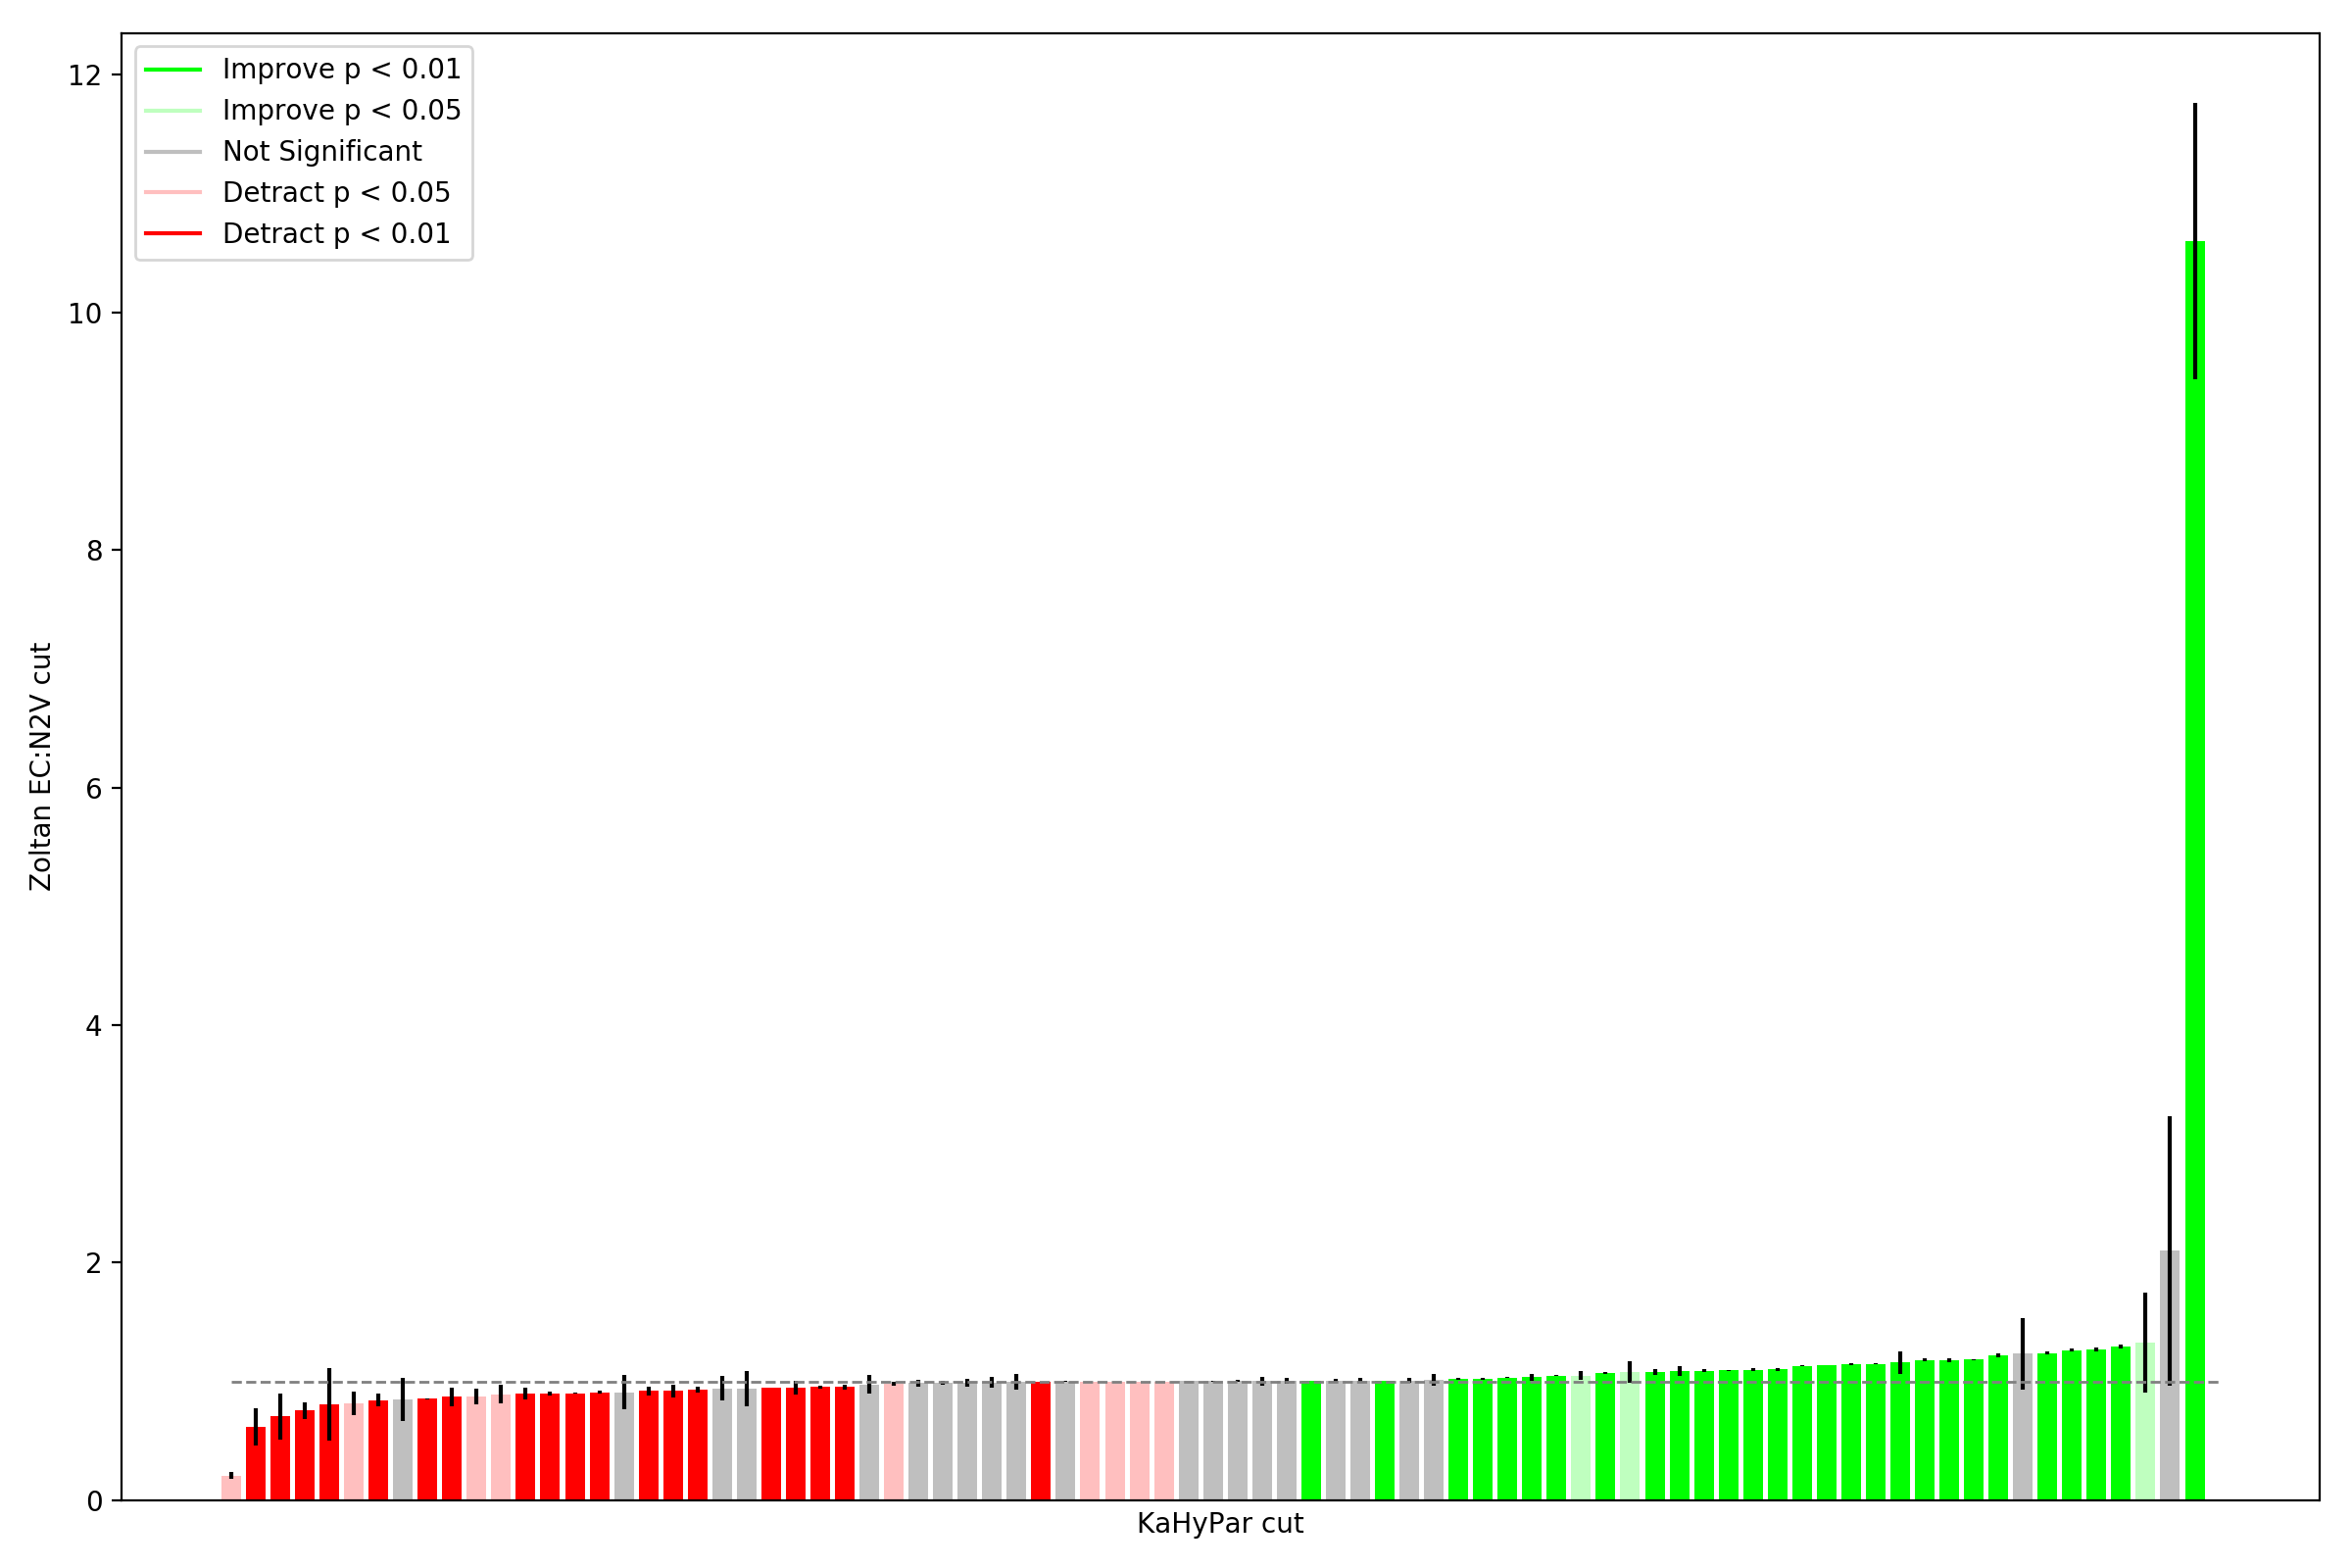 Improve p < 0.01
Improve p < 0.05
Not Significant
Detract p < 0.05
Detract p < 0.01
12
10
8
6
4
2
0
Zoltan EC:N2V cut
KaHyPar cut